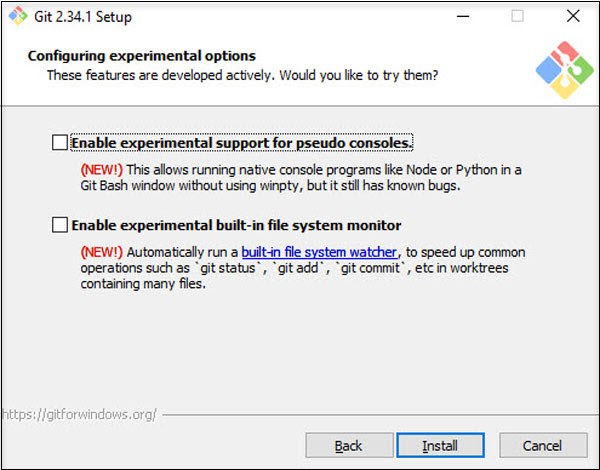 Git 2.34.1 Setup
Configuring experimental options
These features are developed actively. Would you like to try them?
Enable experimental support for pseudo consoles.
(NEW!) This allows running native console programs like Node or Python in a
Git Bash window without using winpty, but it still has known bugs.
Enable experimental built-in file system monitor
(NEW!) Automatically run a built-in file system watcher, to speed up common
operations such as `git status`, `git add`, `git commit`, etc in worktrees
containing many files.
https://gitforwindows.org/
Back Install Cancel